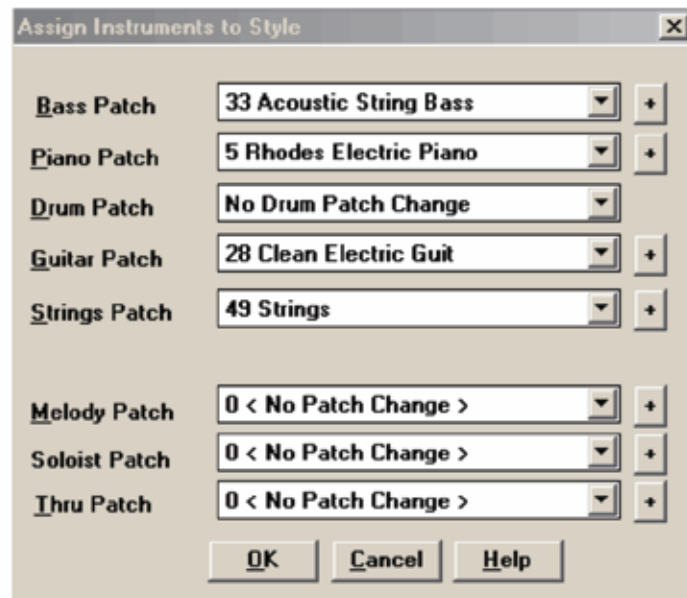 Assign Instruments to Style
Bass Patch 33 Acoustic String Bass +
Piano Patch 5 Rhodes Electric Piano +
Drum Patch No Drum Patch Change
Guitar Patch 28 Clean Electric Guit +
Strings Patch 49 Strings +
Melody Patch 0 < No Patch Change > +
Soloist Patch 0 < No Patch Change > +
Thru Patch 0 < No Patch Change > +
OK Cancel Help